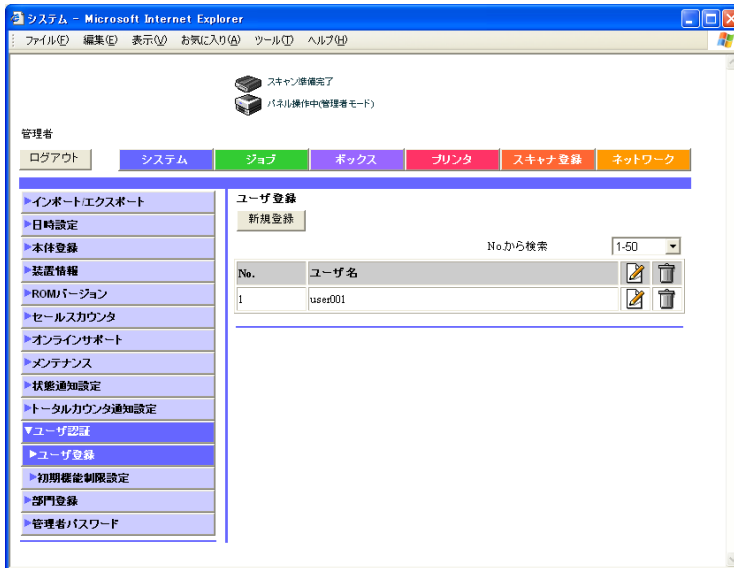 システム - Microsoft Internet Explorer
ファイル(F) 編集(E) 表示(V) お気に入り(A) ツール(T) ヘルプ(H)
スキャン準備完了
パネル操作中(管理者モード)
管理者
ログアウト システム ジョブ ボックス プリンタ スキャナ登録 ネットワーク
インポート/エクスポート
日時設定
本体登録
装置情報
ROMバージョン
セールスカウンタ
オンラインサポート
メンテナンス
状態通知設定
トータルカウンタ通知設定
ユーザ認証
ユーザ登録
初期機能制限設定
部門登録
管理者パスワード
ユーザ登録
新規登録
No.から検索 1-50
No. ユーザ名
1 user001